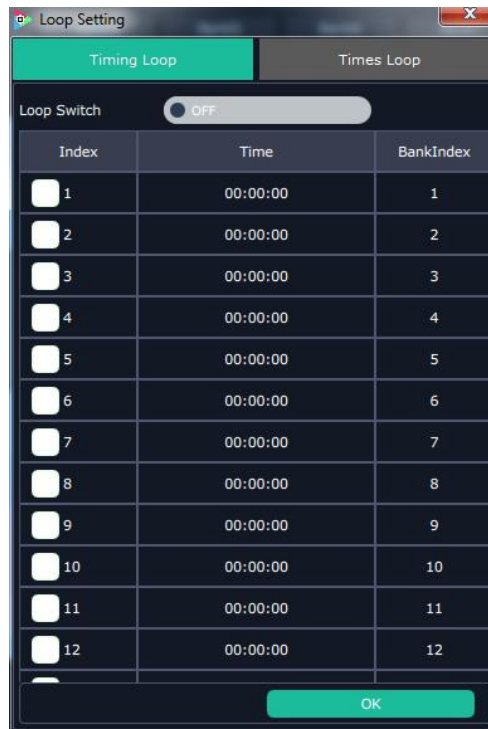 Loop Setting
Timing Loop Times Loop
Loop Switch OFF
Index Time BankIndex
1 00:00:00 1
2 00:00:00 2
3 00:00:00 3
4 00:00:00 4
5 00:00:00 5
6 00:00:00 6
7 00:00:00 7
8 00:00:00 8
9 00:00:00 9
10 00:00:00 10
11 00:00:00 11
12 00:00:00 12
OK